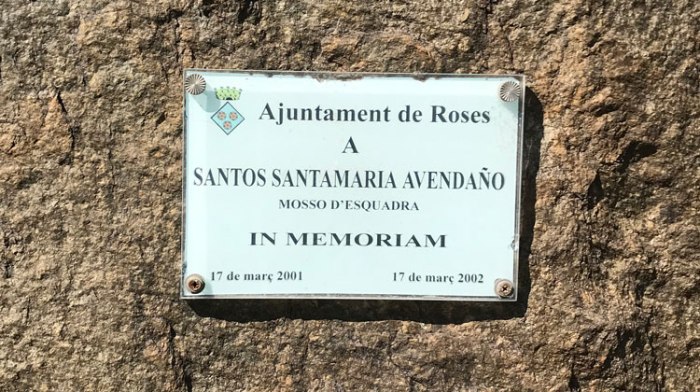 Ajuntament de Roses
A
SANTOS SANTAMARIA AVENDAÑO
MOSSO D'ESQUADRA
IN MEMORIAM
17 de març 2001 17 de març 2002